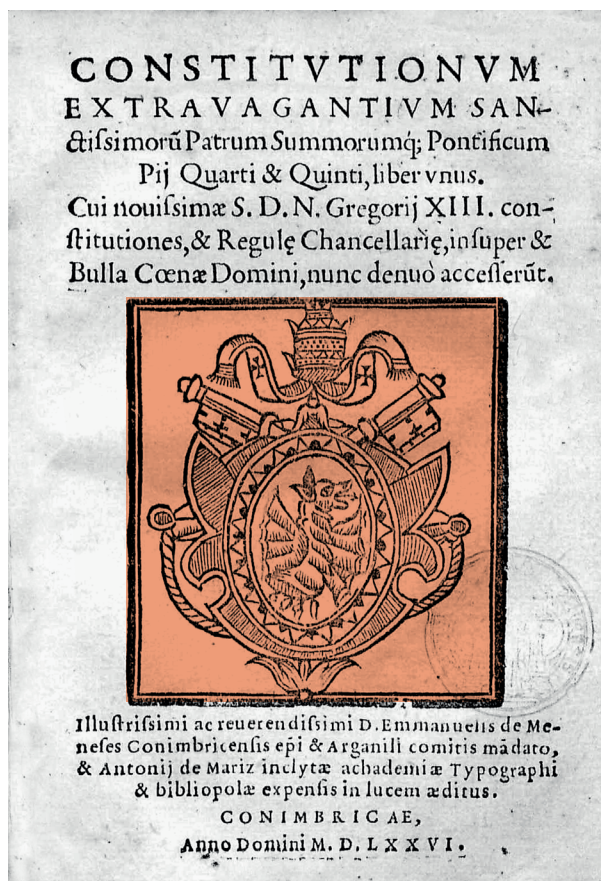 CONSTITVTIONVM
EXTRAVAGANTIVM SAN-
ctiſsimorũ Patrum Summorumq́; Pontificum
Pij Quarti & Quinti, liber vnus.
Cui nouiſsimæ S. D. N. Gregorij XIII. con-
ſtitutiones, & Regulę Chancellarię, inſuper &
Bulla Cœnæ Domini, nunc denuò acceſſerũt.
Illuſtriſsimi ac reuerendiſsimi D. Emmanuelis de Me-
neſes Conimbricenſis ep̃i & Arganili comitis mãdato,
& Antonij de Mariz inclytæ achademiæ Typographi
& bibliopolæ expenſis in lucem æditus.
CONIMBRICAE,
Anno Domini M. D. LXXVI.